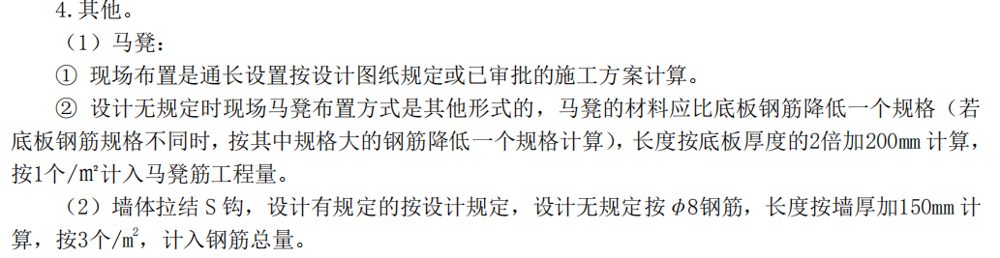 4.其他。
（1）马凳：
① 现场布置是通长设置按设计图纸规定或已审批的施工方案计算。
② 设计无规定时现场马凳布置方式是其他形式的，马凳的材料应比底板钢筋降低一个规格（若
底板钢筋规格不同时，按其中规格大的钢筋降低一个规格计算），长度按底板厚度的2倍加200mm 计算，
按1个/㎡计入马凳筋工程量。
（2）墙体拉结 S 钩，设计有规定的按设计规定，设计无规定按φ8钢筋，长度按墙厚加150mm 计
算，按3个/m²，计入钢筋总量。